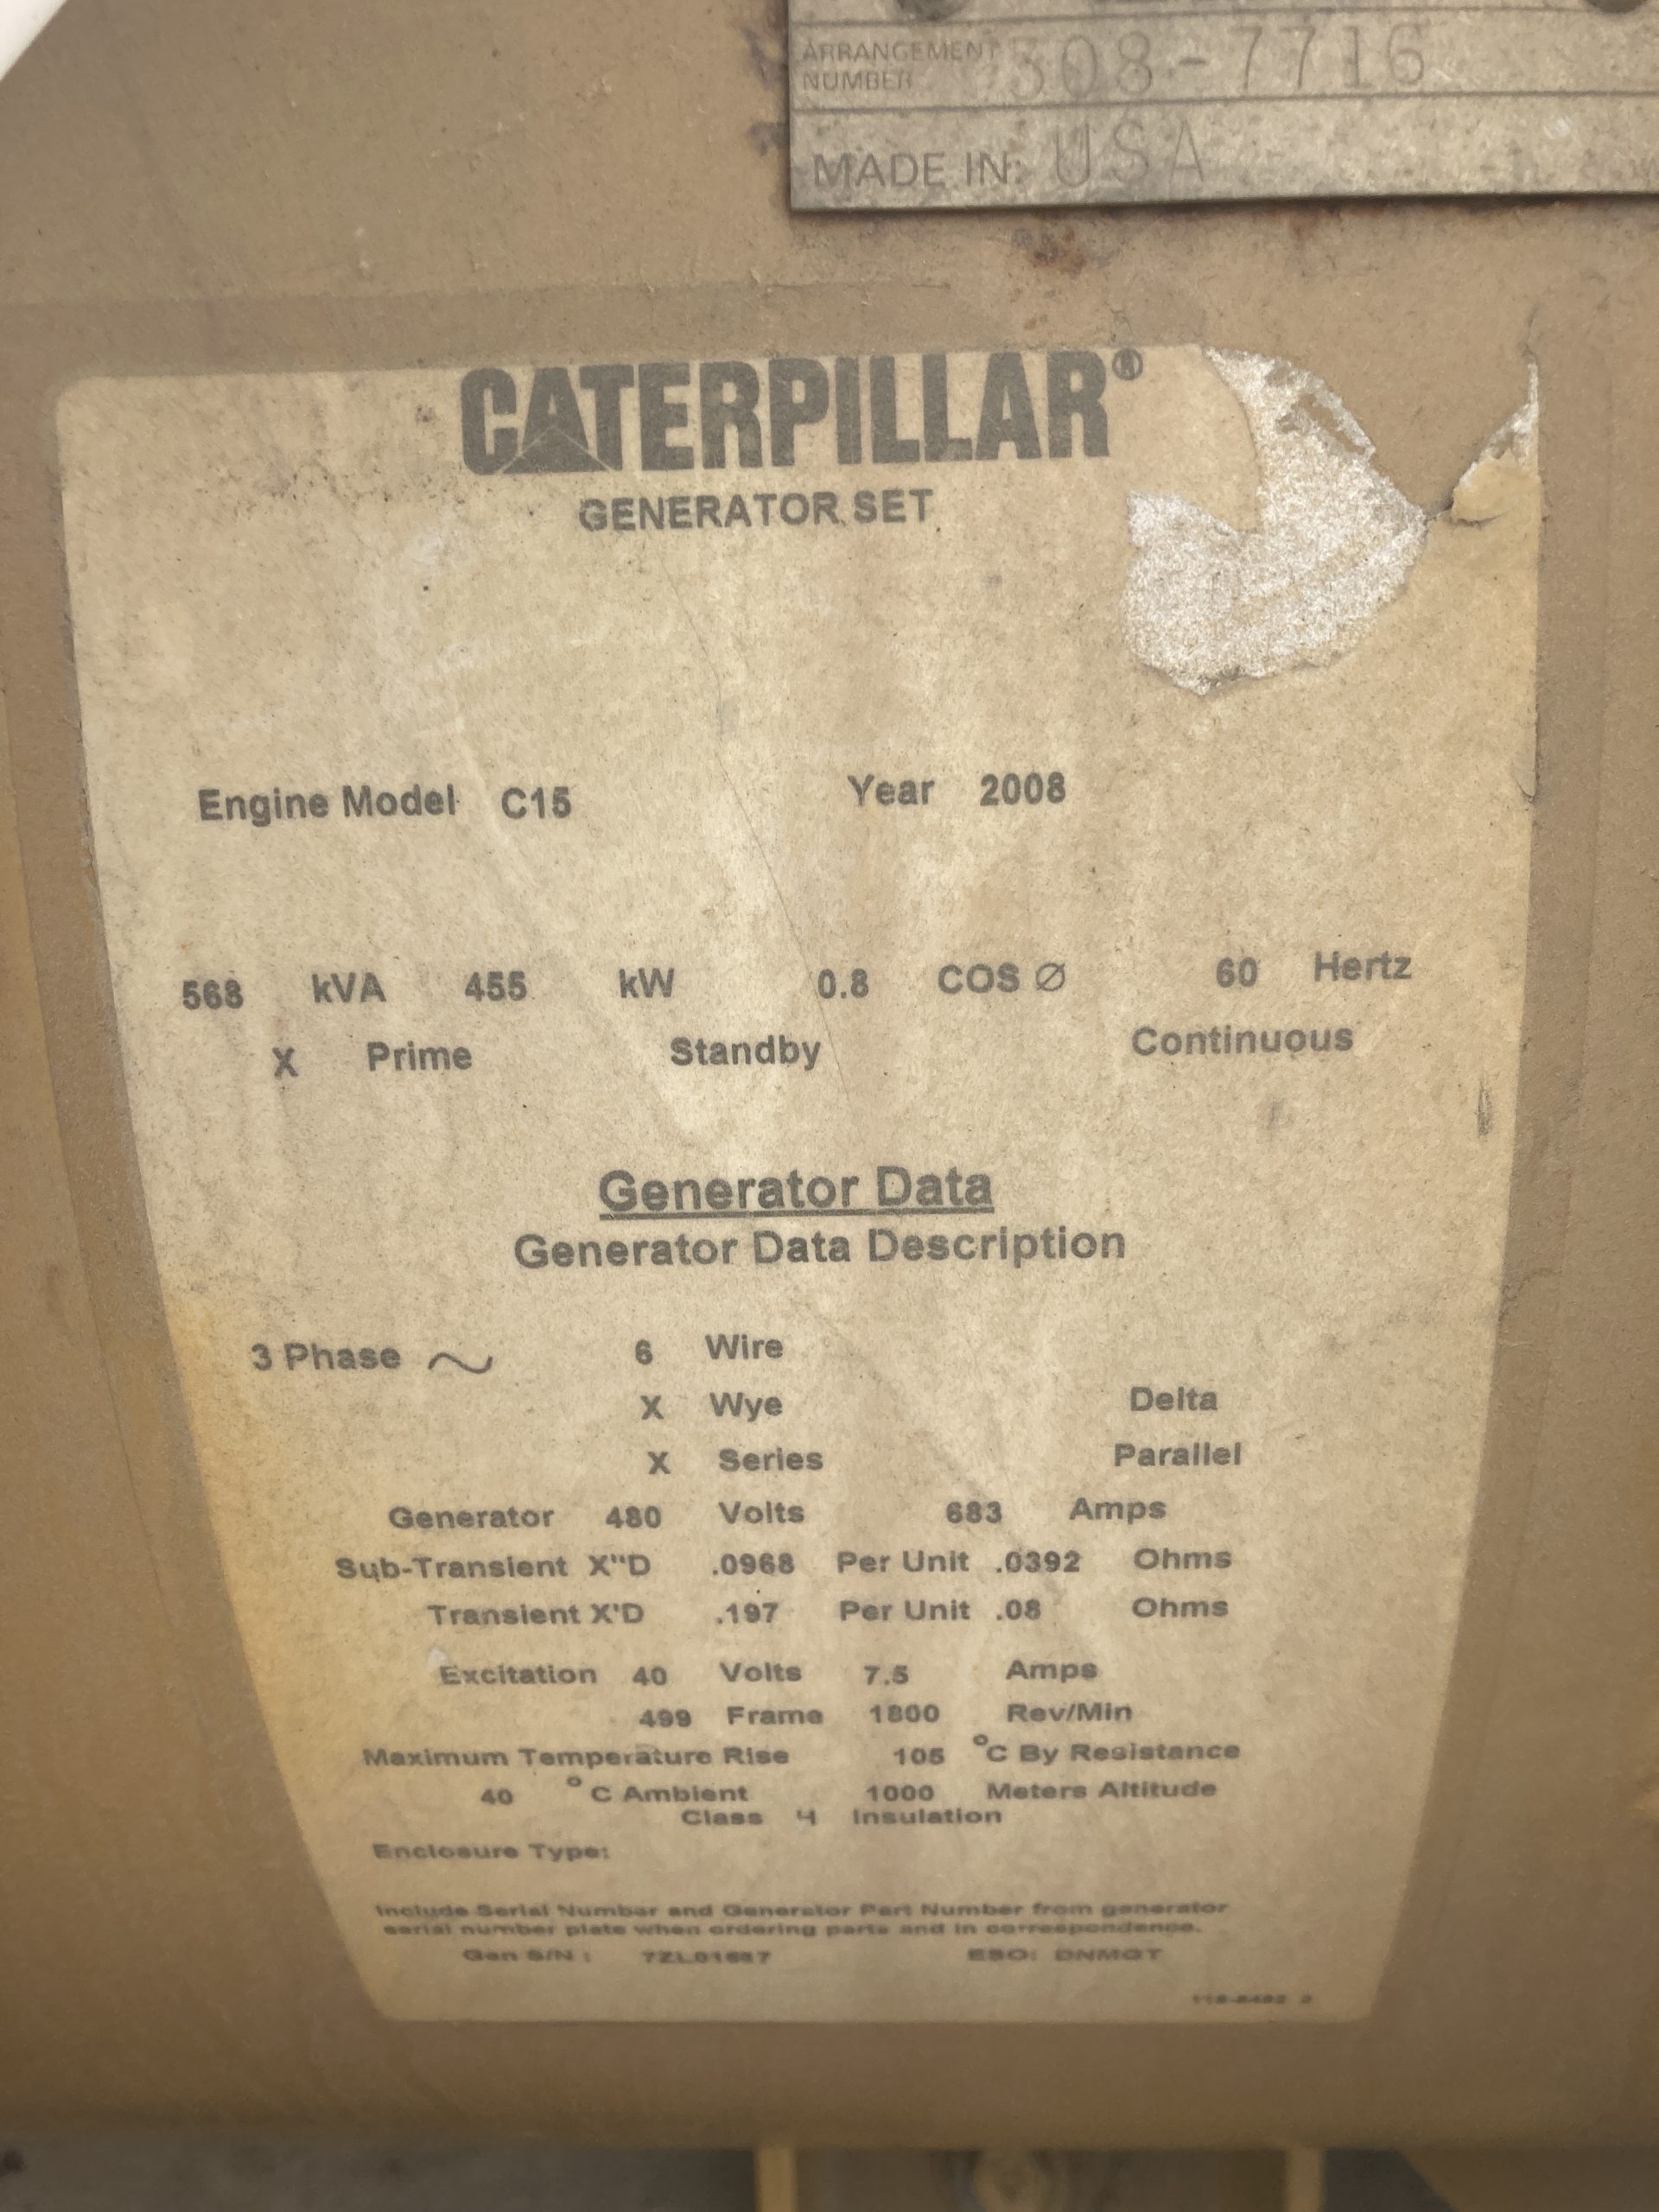 ARRANGEMENT
NUMBER 308-7716
MADE IN: USA
CATERPILLAR®
GENERATOR SET
Engine Model C15 Year 2008
568 kVA 455 kW 0.8 COS Ø 60 Hertz
X Prime Standby Continuous
Generator Data
Generator Data Description
3 Phase ~ 6 Wire
X Wye Delta
X Series Parallel
Generator 480 Volts 683 Amps
Sub-Transient X"D .0968 Per Unit .0392 Ohms
Transient X'D .197 Per Unit .08 Ohms
Excitation 40 Volts 7.5 Amps
499 Frame 1800 Rev/Min
Maximum Temperature Rise 105 °C By Resistance
40 °C Ambient 1000 Meters Altitude
Class H Insulation
Enclosure Type:
Include Serial Number and Generator Part Number from generator
serial number plate when ordering parts and in correspondence.
Gen S/N : ESO: DNMGT